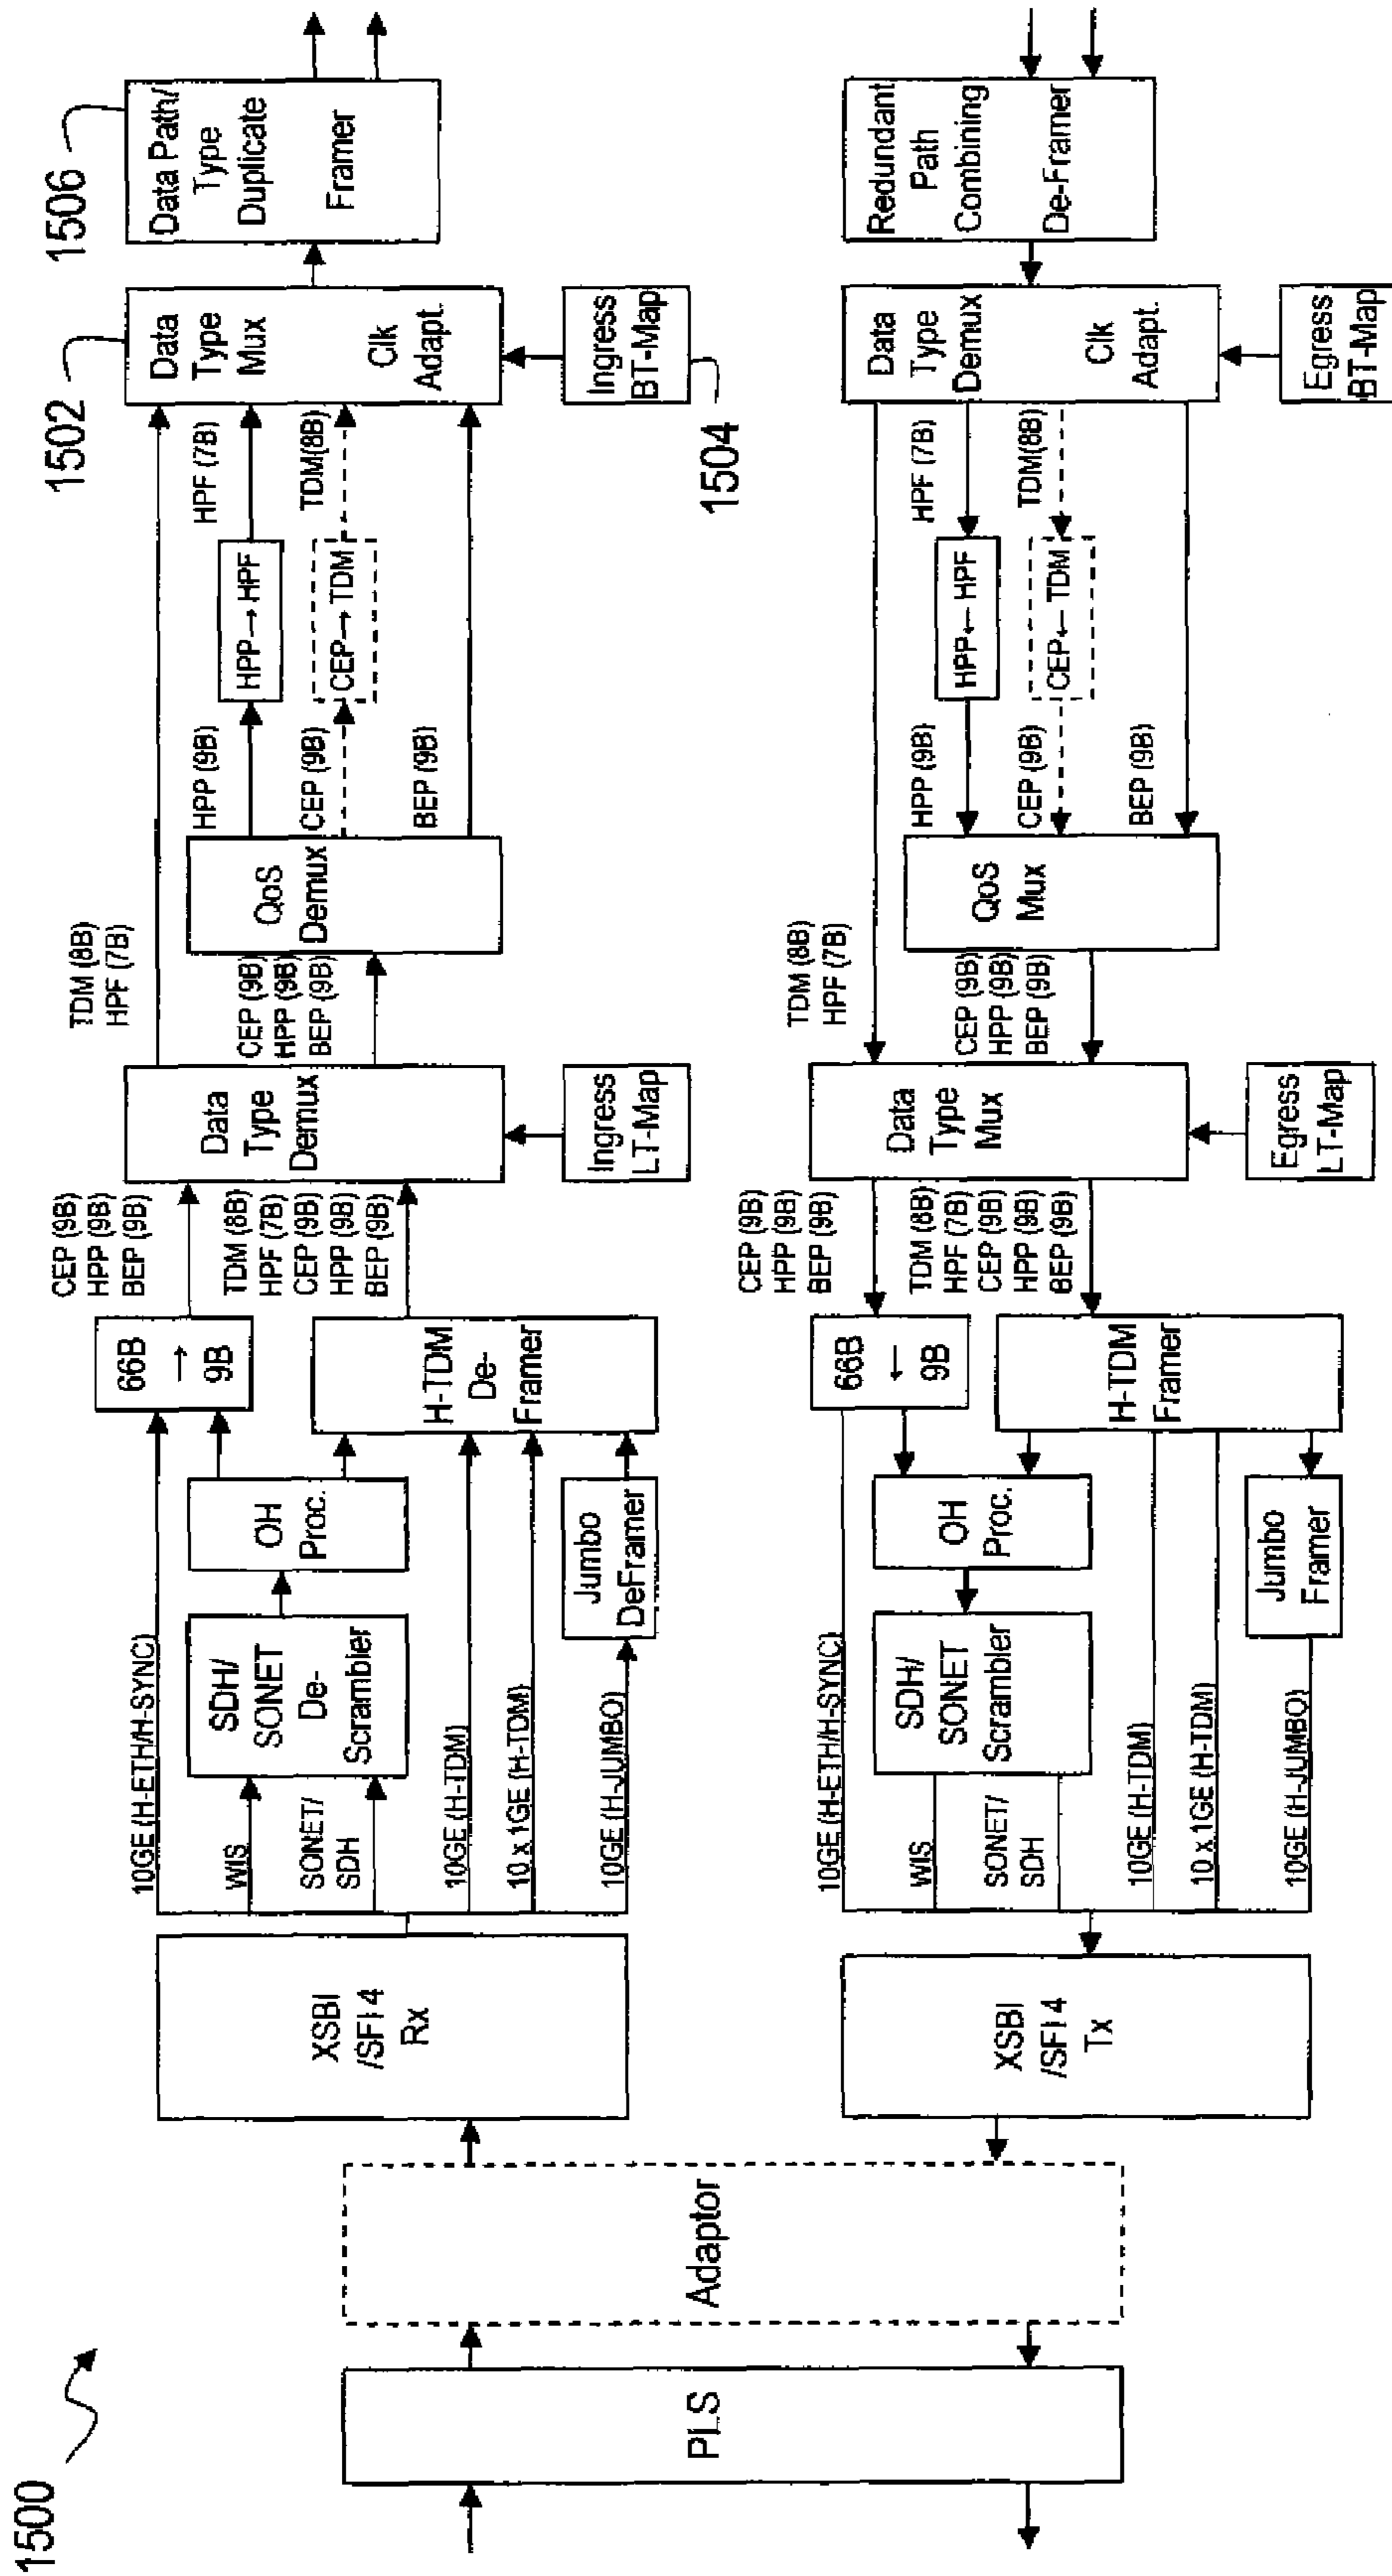 1500
PLS
Adaptor
XSBI
/SFI4
Rx
10GE (H-ETH/H-SYNC)
WIS
SONET/
SDH
10GE (H-TDM)
10 x 1GE (H-TDM)
10GE (H-JUMBO)
SDH/
SONET
De-
Scrambler
OH
Proc.
Jumbo
DeFramer
66B
→
9B
H-TDM
De-
Framer
CEP (9B)
HPP (9B)
BEP (9B)
TDM (8B)
HPF (7B)
CEP (9B)
HPP (9B)
BEP (9B)
Data
Type
Demux
Ingress
LT-Map
TDM (8B)
HPF (7B)
CEP (9B)
HPP (9B)
BEP (9B)
QoS
Demux
HPP (9B)
CEP (9B)
BEP (9B)
HPP→HPF
CEP→TDM
HPF (7B)
TDM(8B)
1502
Data
Type
Mux
Clk
Adapt.
Ingress
BT-Map
1504
1506
Data Path/
Type
Duplicate
Framer
XSBI
/SFI4
Tx
10GE (H-ETH/H-SYNC)
WIS
SONET/
SDH
10GE (H-TDM)
10 x 1GE (H-TDM)
10GE (H-JUMBO)
SDH/
SONET
Scrambler
OH
Proc.
Jumbo
Framer
66B
←
9B
H-TDM
Framer
CEP (9B)
HPP (9B)
BEP (9B)
TDM (8B)
HPF (7B)
CEP (9B)
HPP (9B)
BEP (9B)
Data
Type
Mux
Egress
LT-Map
TDM (8B)
HPF (7B)
CEP (9B)
HPP (9B)
BEP (9B)
QoS
Mux
HPP (9B)
CEP (9B)
BEP (9B)
HPP←HPF
CEP←TDM
HPF (7B)
TDM(8B)
Data
Type
Demux
Clk
Adapt.
Egress
BT-Map
Redundant
Path
Combining
De-Framer